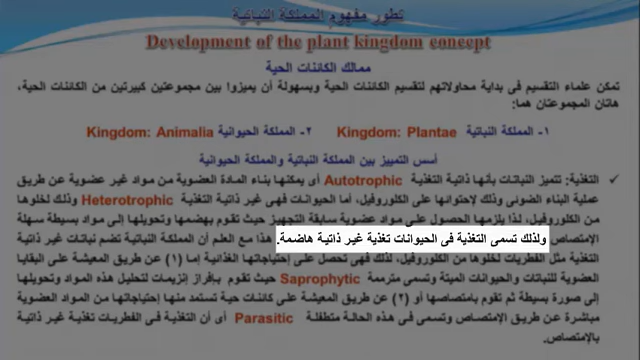 تطور مفهوم المملكة النباتية
Development of the plant kingdom concept
ممالك الكائنات الحية
تمكن علماء التقسيم فى بداية محاولاتهم لتقسيم الكائنات الحية وبسهولة أن يميزوا بين مجموعتين كبيرتين من الكائنات الحية،
هاتان المجموعتان هما:
١- المملكة النباتية Kingdom: Plantae ٢- المملكة الحيوانية Kingdom: Animalia
أسس التمييز بين المملكة النباتية والمملكة الحيوانية
✓ التغذية: تتميز النباتات بأنها ذاتية التغذية Autotrophic أى يمكنها بناء المادة العضوية من مواد غير عضوية عن طريق
عملية البناء الضوئى وذلك لإحتوانها على الكلوروفيل، أما الحيوانات فهى غير ذاتية التغذية Heterotrophic وذلك لخلوها
من الكلوروفيل، لذا يلزمها الحصول على مواد عضوية سابقة التجهيز حيث تقوم بهضمها وتحويلها إلى مواد بسيطة سهلة
الإمتصاص ولذلك تسمى التغذية فى الحيوانات تغذية غير ذاتية هاضمة. هذا مع العلم أن المملكة النباتية تضم نباتات غير ذاتية
التغذية مثل الفطريات لخلوها من الكلوروفيل، لذلك فهى تحصل على إحتياجاتها الغذائية إما (١) عن طريق المعيشة على البقايا
العضوية للنباتات والحيوانات الميتة وتسمى مترممة Saprophytic حيث تقوم بإفراز إنزيمات لتحليل هذه المواد وتحويلها
إلى صورة بسيطة ثم تقوم بامتصاصها أو (٢) عن طريق المعيشة على كائنات حية تستمد منها إحتياجاتها من المواد العضوية
مباشرة عن طريق الإمتصاص وتسمى فى هذه الحالة متطفلة Parasitic أى أن التغذية فى الفطريات تغذية غير ذاتية
بالإمتصاص.